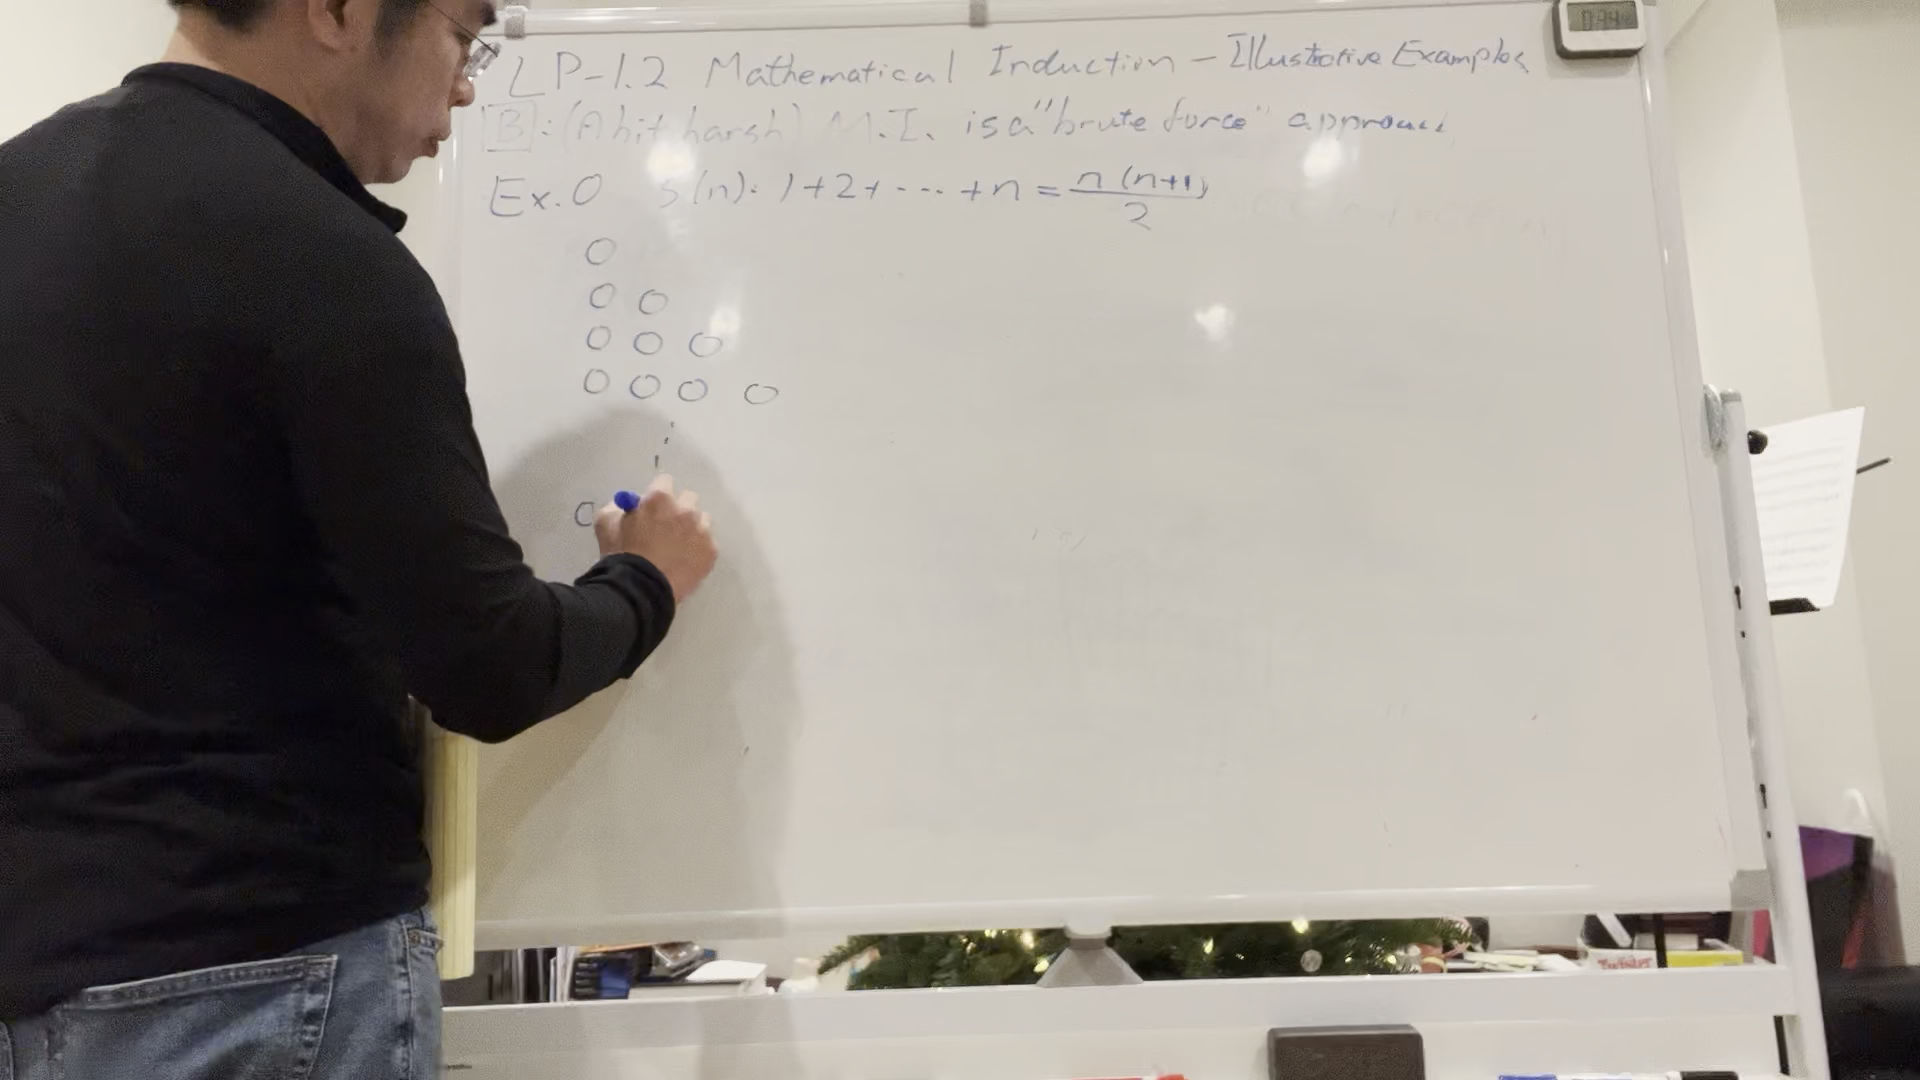 LP-1.2 Mathematical Induction - Illustrative Examples
B: (A bit harsh) M.I. is a "brute force" approach
Ex.0 S(n): 1+2+ --- +n = n(n+1)/2